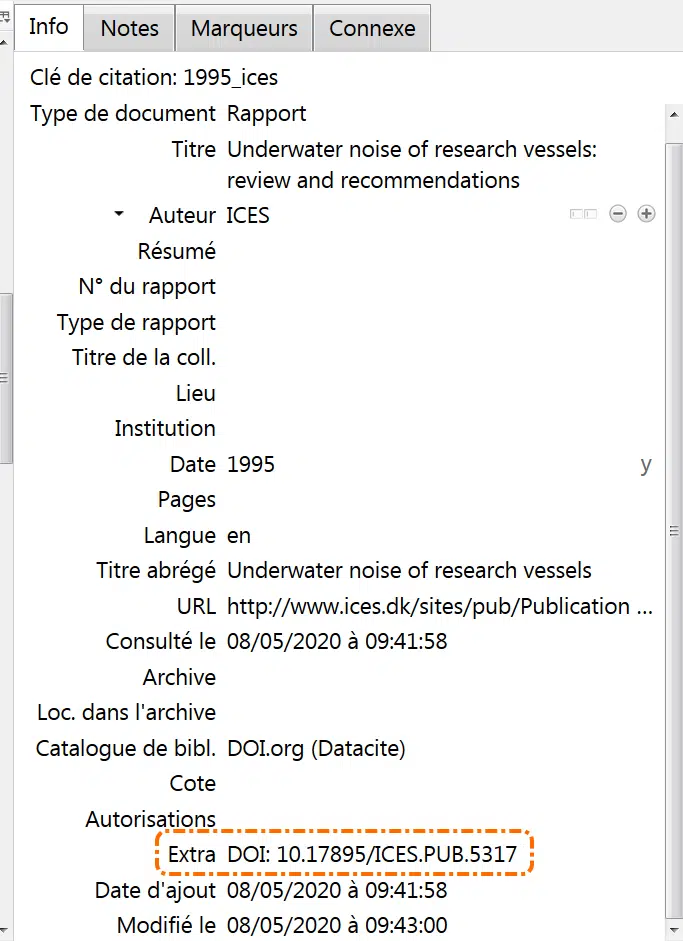 Info Notes Marqueurs Connexe
Clé de citation: 1995_ices
Type de document Rapport
Titre Underwater noise of research vessels:
review and recommendations
Auteur ICES
Résumé
N° du rapport
Type de rapport
Titre de la coll.
Lieu
Institution
Date 1995 y
Pages
Langue en
Titre abrégé Underwater noise of research vessels
URL http://www.ices.dk/sites/pub/Publication ...
Consulté le 08/05/2020 à 09:41:58
Archive
Loc. dans l'archive
Catalogue de bibl. DOI.org (Datacite)
Cote
Autorisations
Extra DOI: 10.17895/ICES.PUB.5317
Date d'ajout 08/05/2020 à 09:41:58
Modifié le 08/05/2020 à 09:43:00